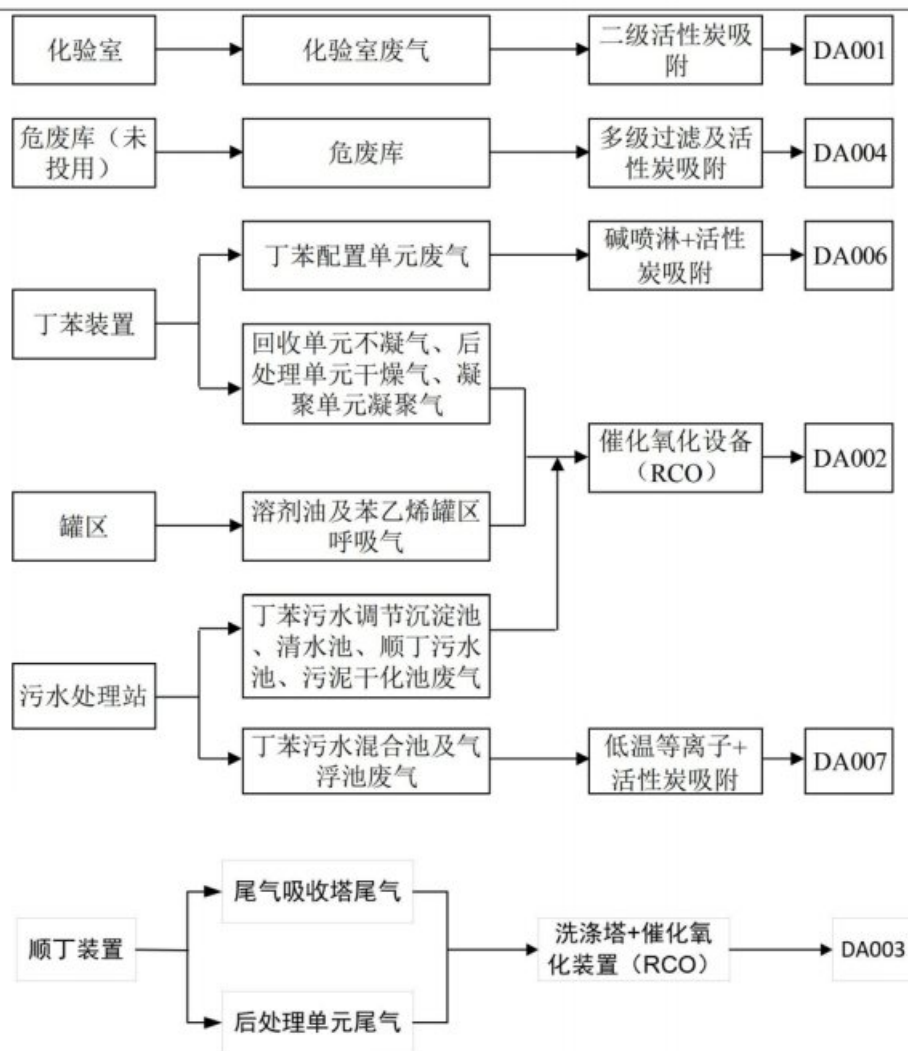 化验室
化验室废气
二级活性炭吸
附
DA001
危废库（未
投用）
危废库
多级过滤及活
性炭吸附
DA004
丁苯装置
丁苯配置单元废气
碱喷淋+活性
炭吸附
DA006
回收单元不凝气、后
处理单元干燥气、凝
聚单元凝聚气
催化氧化设备
（RCO）
DA002
罐区
溶剂油及苯乙烯罐区
呼吸气
污水处理站
丁苯污水调节沉淀池
、清水池、顺丁污水
池、污泥干化池废气
丁苯污水混合池及气
浮池废气
低温等离子+
活性炭吸附
DA007
顺丁装置
尾气吸收塔尾气
后处理单元尾气
洗涤塔+催化氧
化装置（RCO）
DA003